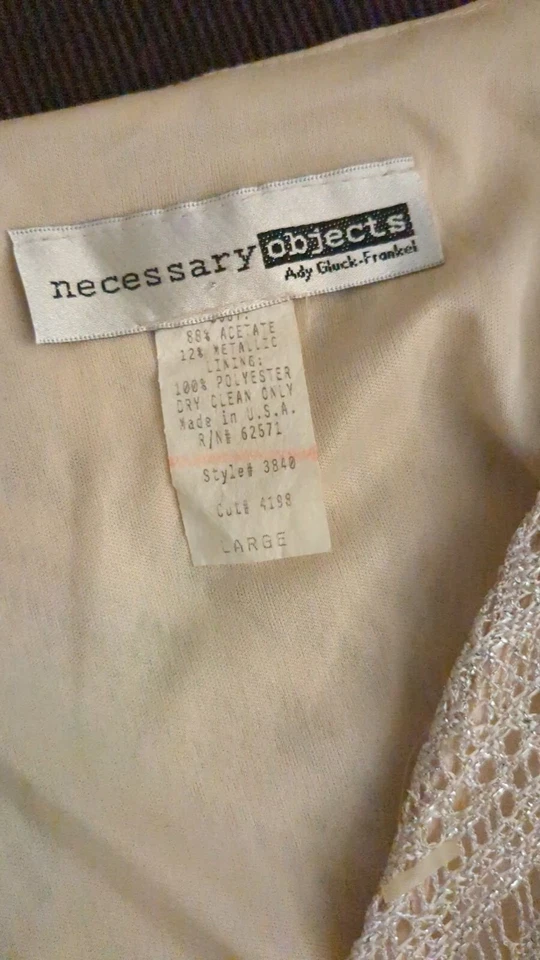 necessary objects
Ady Gluck-Frankel
88% ACETATE
12% METALLIC
LINING:
100% POLYESTER
DRY CLEAN ONLY
Made in U.S.A.
R/N# 62571
Style# 3840
Cut# 4198
LARGE